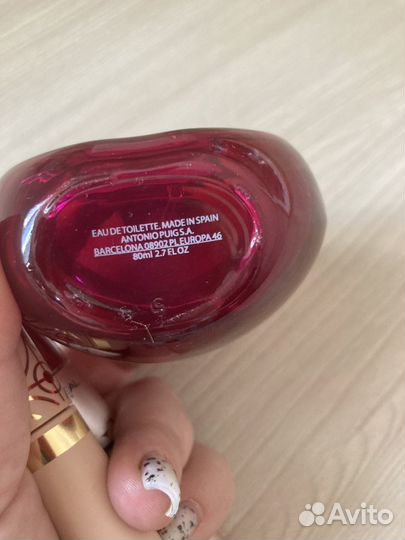 EAU DE TOILETTE. MADE IN SPAIN
ANTONIO PUIG S.A.
BARCELONA 08902 PL EUROPA 46
80ml 2.7 FL.OZ
Avito